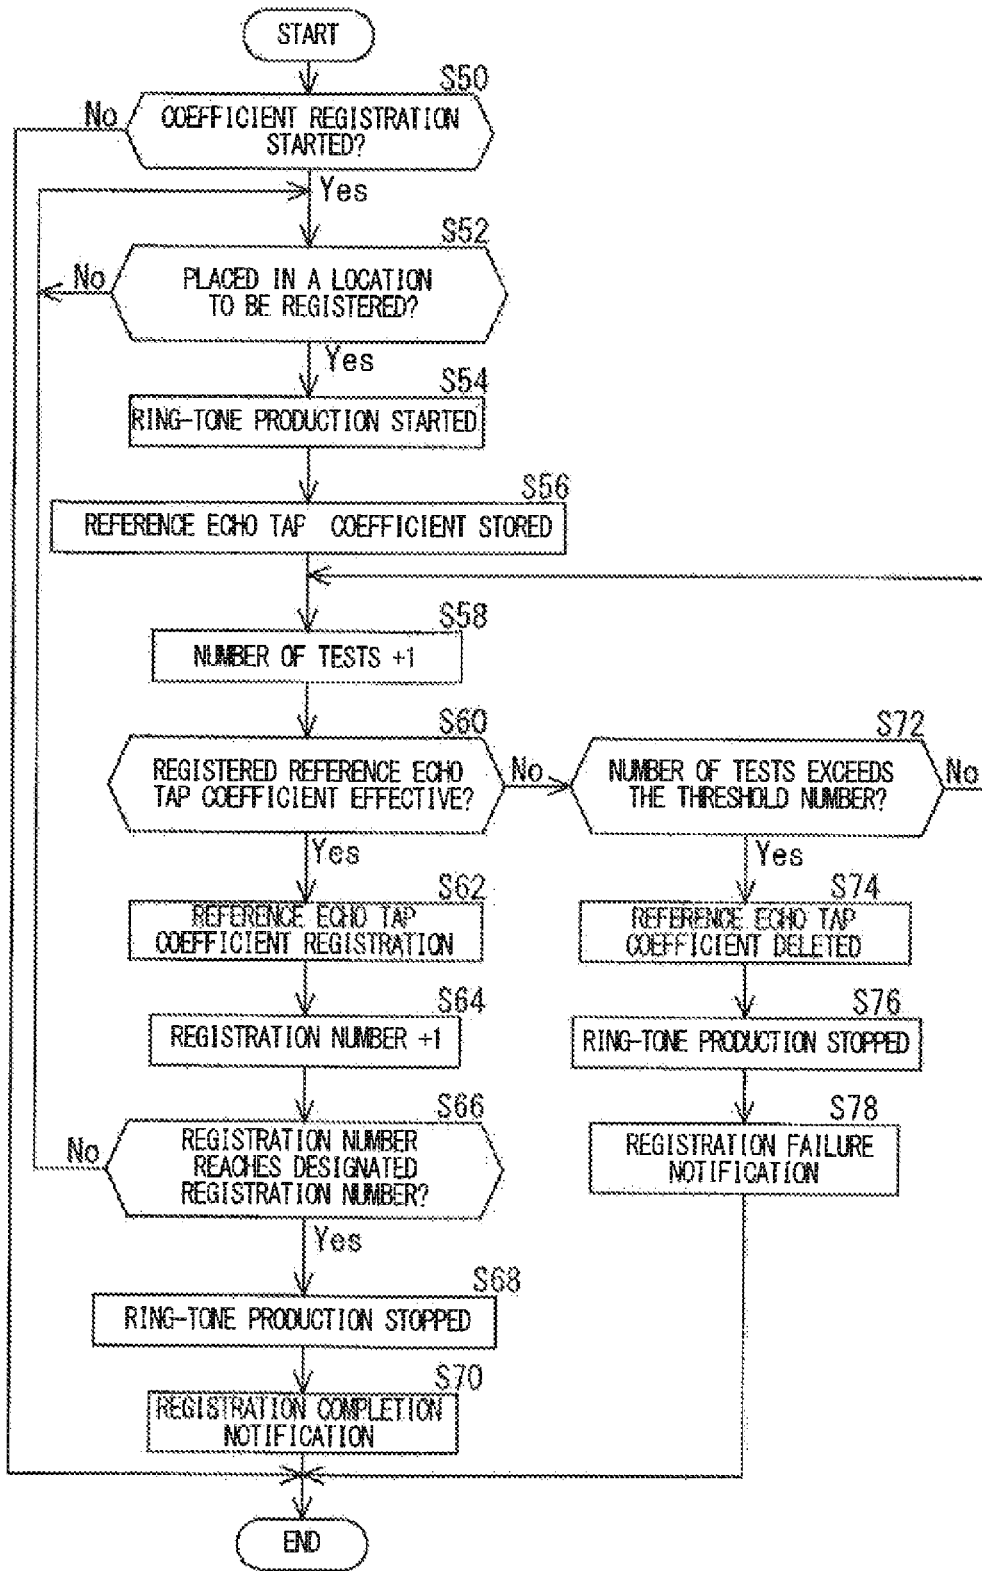 START
S50
No
COEFFICIENT REGISTRATION
STARTED?
Yes
S52
No
PLACED IN A LOCATION
TO BE REGISTERED?
Yes
S54
RING-TONE PRODUCTION STARTED
S56
REFERENCE ECHO TAP COEFFICIENT STORED
S58
NUMBER OF TESTS +1
S60
REGISTERED REFERENCE ECHO
TAP COEFFICIENT EFFECTIVE?
No
S72
NUMBER OF TESTS EXCEEDS
THE THRESHOLD NUMBER?
No
Yes
S62
REFERENCE ECHO TAP
COEFFICIENT REGISTRATION
Yes
S74
REFERENCE ECHO TAP
COEFFICIENT DELETED
S64
REGISTRATION NUMBER +1
S76
RING-TONE PRODUCTION STOPPED
S66
No
REGISTRATION NUMBER
REACHES DESIGNATED
REGISTRATION NUMBER?
S78
REGISTRATION FAILURE
NOTIFICATION
Yes
S68
RING-TONE PRODUCTION STOPPED
S70
REGISTRATION COMPLETION
NOTIFICATION
END